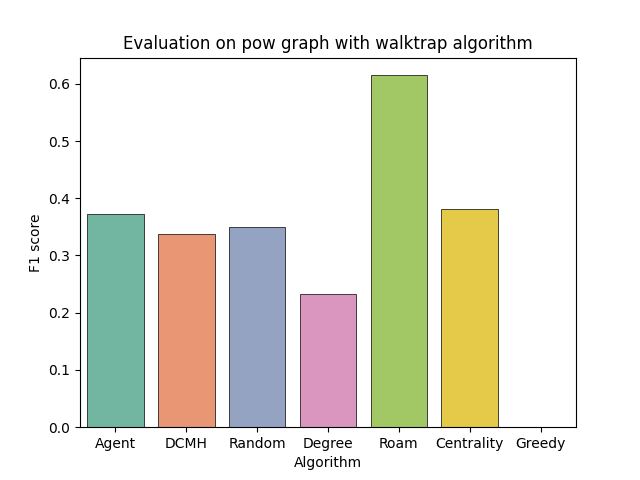 Evaluation on pow graph with walktrap algorithm
0.6
0.5
0.4
0.3
0.2
0.1
0.0
F1 score
Agent DCMH Random Degree Roam Centrality Greedy
Algorithm